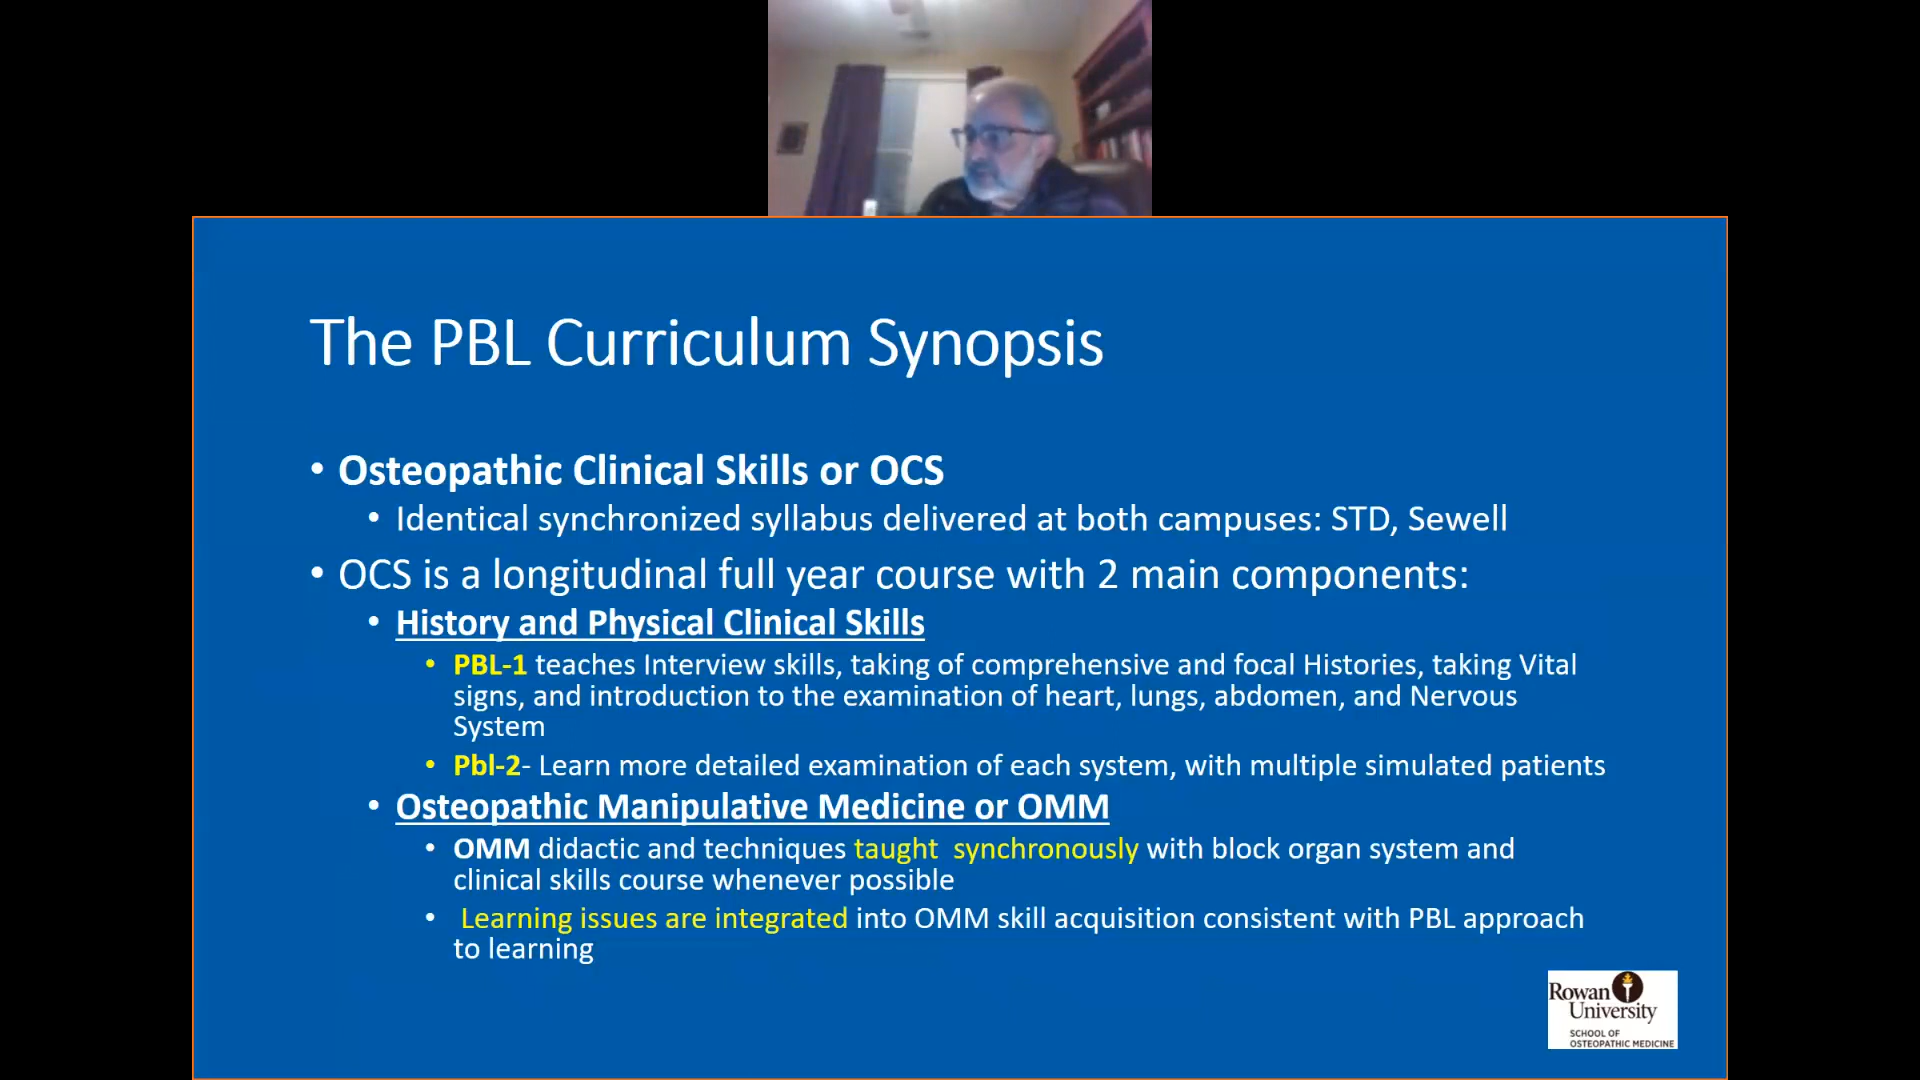 The PBL Curriculum Synopsis
• Osteopathic Clinical Skills or OCS
• Identical synchronized syllabus delivered at both campuses: STD, Sewell
• OCS is a longitudinal full year course with 2 main components:
• History and Physical Clinical Skills
• PBL-1 teaches Interview skills, taking of comprehensive and focal Histories, taking Vital
signs, and introduction to the examination of heart, lungs, abdomen, and Nervous
System
• Pbl-2- Learn more detailed examination of each system, with multiple simulated patients
• Osteopathic Manipulative Medicine or OMM
• OMM didactic and techniques taught synchronously with block organ system and
clinical skills course whenever possible
• Learning issues are integrated into OMM skill acquisition consistent with PBL approach
to learning
Rowan
University
SCHOOL OF
OSTEOPATHIC MEDICINE